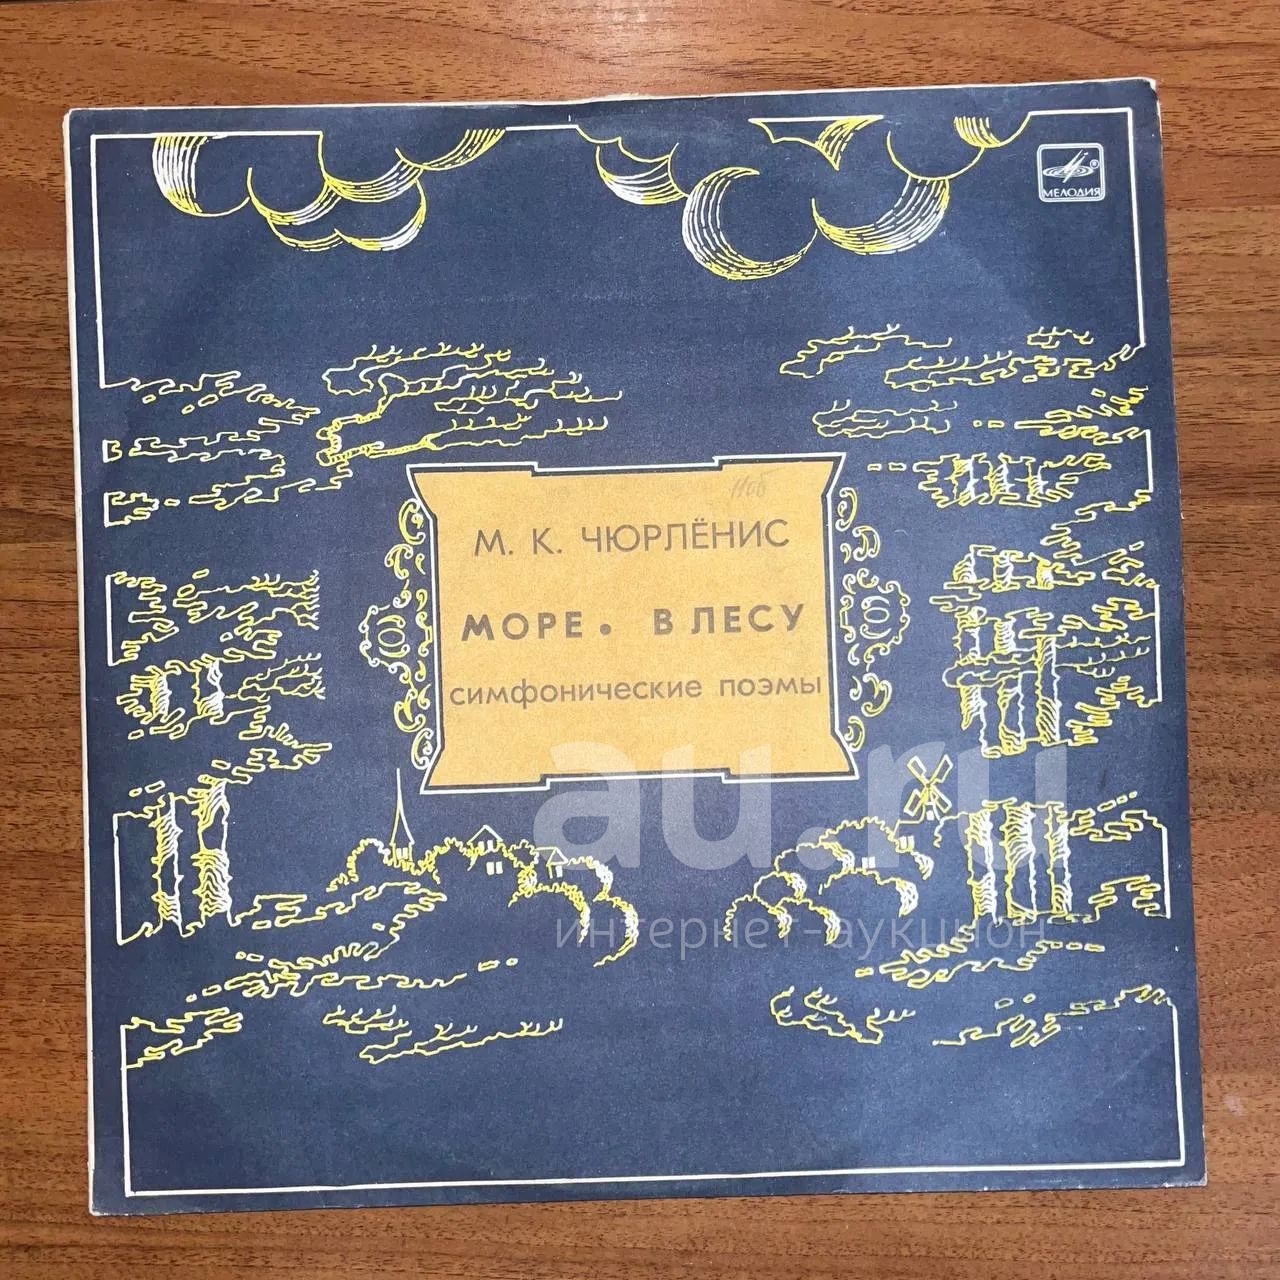 МЕЛОДИЯ
М. К. ЧЮРЛЁНИС
МОРЕ. В ЛЕСУ
симфонические поэмы
au.ru
интернет-аукцион